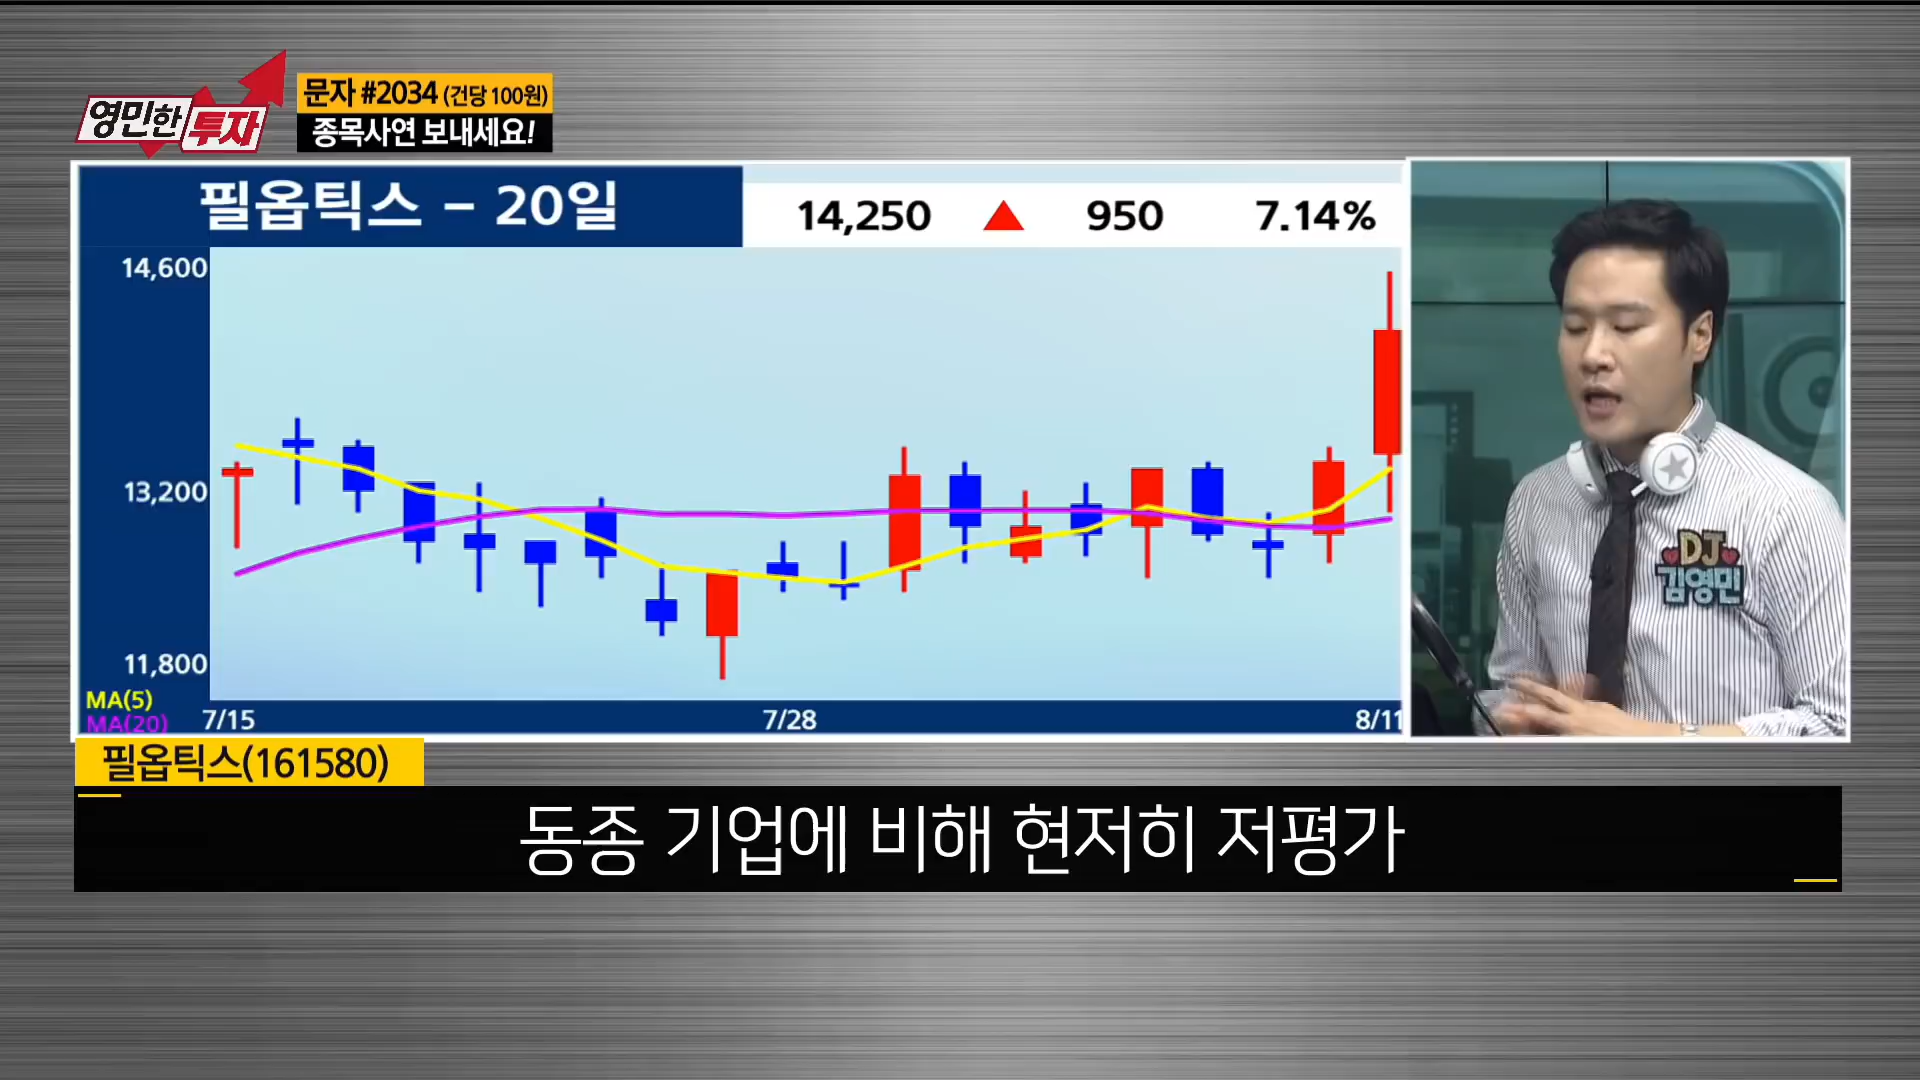 영민한 투자
문자 #2034 (건당 100원)
종목사연 보내세요!
필옵틱스 - 20일
14,250 ▲ 950 7.14%
14,600
13,200
11,800
MA(5)
MA(20)
7/15 7/28 8/11
DJ
김영민
필옵틱스(161580)
동종 기업에 비해 현저히 저평가